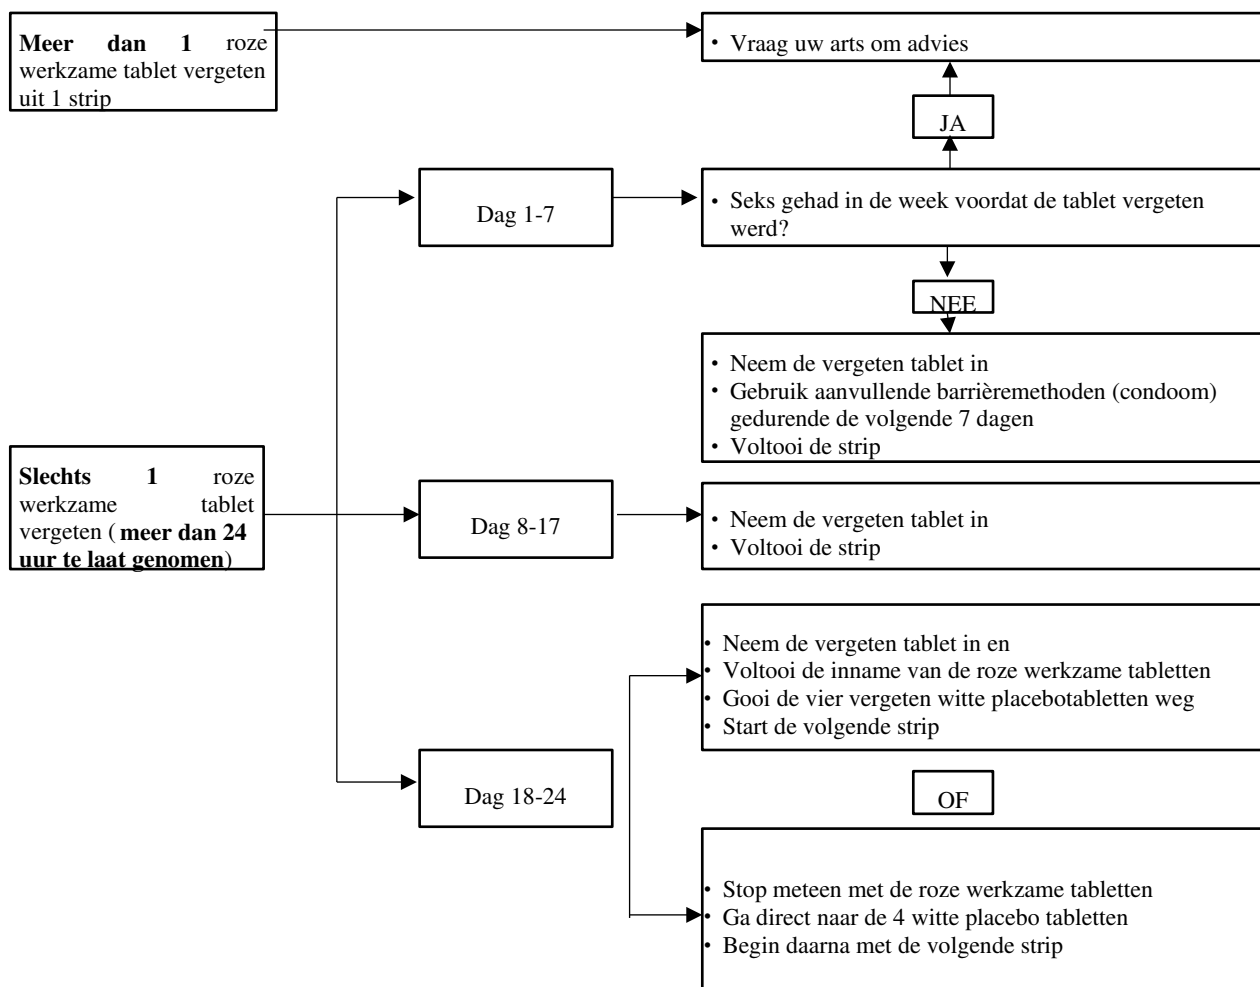 Meer dan 1 roze
werkzame tablet vergeten
uit 1 strip
• Vraag uw arts om advies
JA
Dag 1-7
• Seks gehad in de week voordat de tablet vergeten
werd?
NEE
• Neem de vergeten tablet in
• Gebruik aanvullende barrièremethoden (condoom)
gedurende de volgende 7 dagen
• Voltooi de strip
Slechts 1 roze
werkzame tablet
vergeten ( meer dan 24
uur te laat genomen)
Dag 8-17
• Neem de vergeten tablet in
• Voltooi de strip
• Neem de vergeten tablet in en
• Voltooi de inname van de roze werkzame tabletten
• Gooi de vier vergeten witte placebotabletten weg
• Start de volgende strip
Dag 18-24
OF
• Stop meteen met de roze werkzame tabletten
• Ga direct naar de 4 witte placebo tabletten
• Begin daarna met de volgende strip